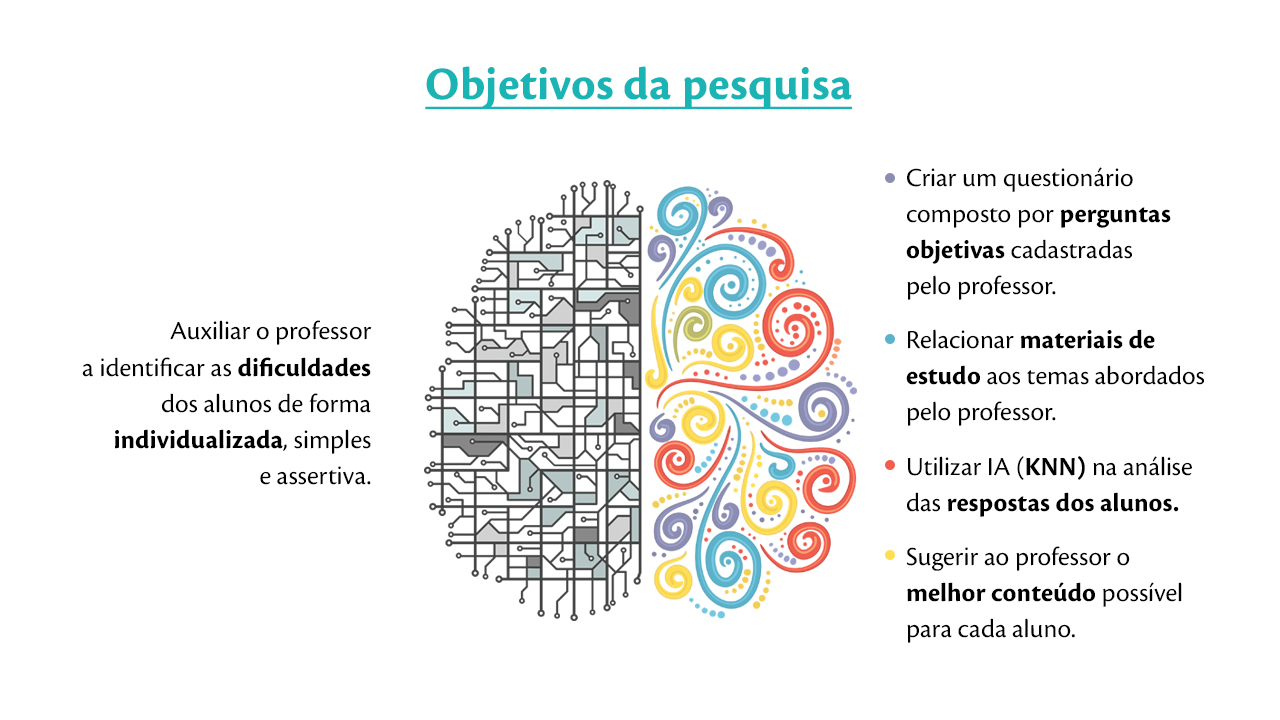 Objetivos da pesquisa
Auxiliar o professor
a identificar as dificuldades
dos alunos de forma
individualizada, simples
e assertiva.
Criar um questionário
composto por perguntas
objetivas cadastradas
pelo professor.
Relacionar materiais de
estudo aos temas abordados
pelo professor.
Utilizar IA (KNN) na análise
das respostas dos alunos.
Sugerir ao professor o
melhor conteúdo possível
para cada aluno.